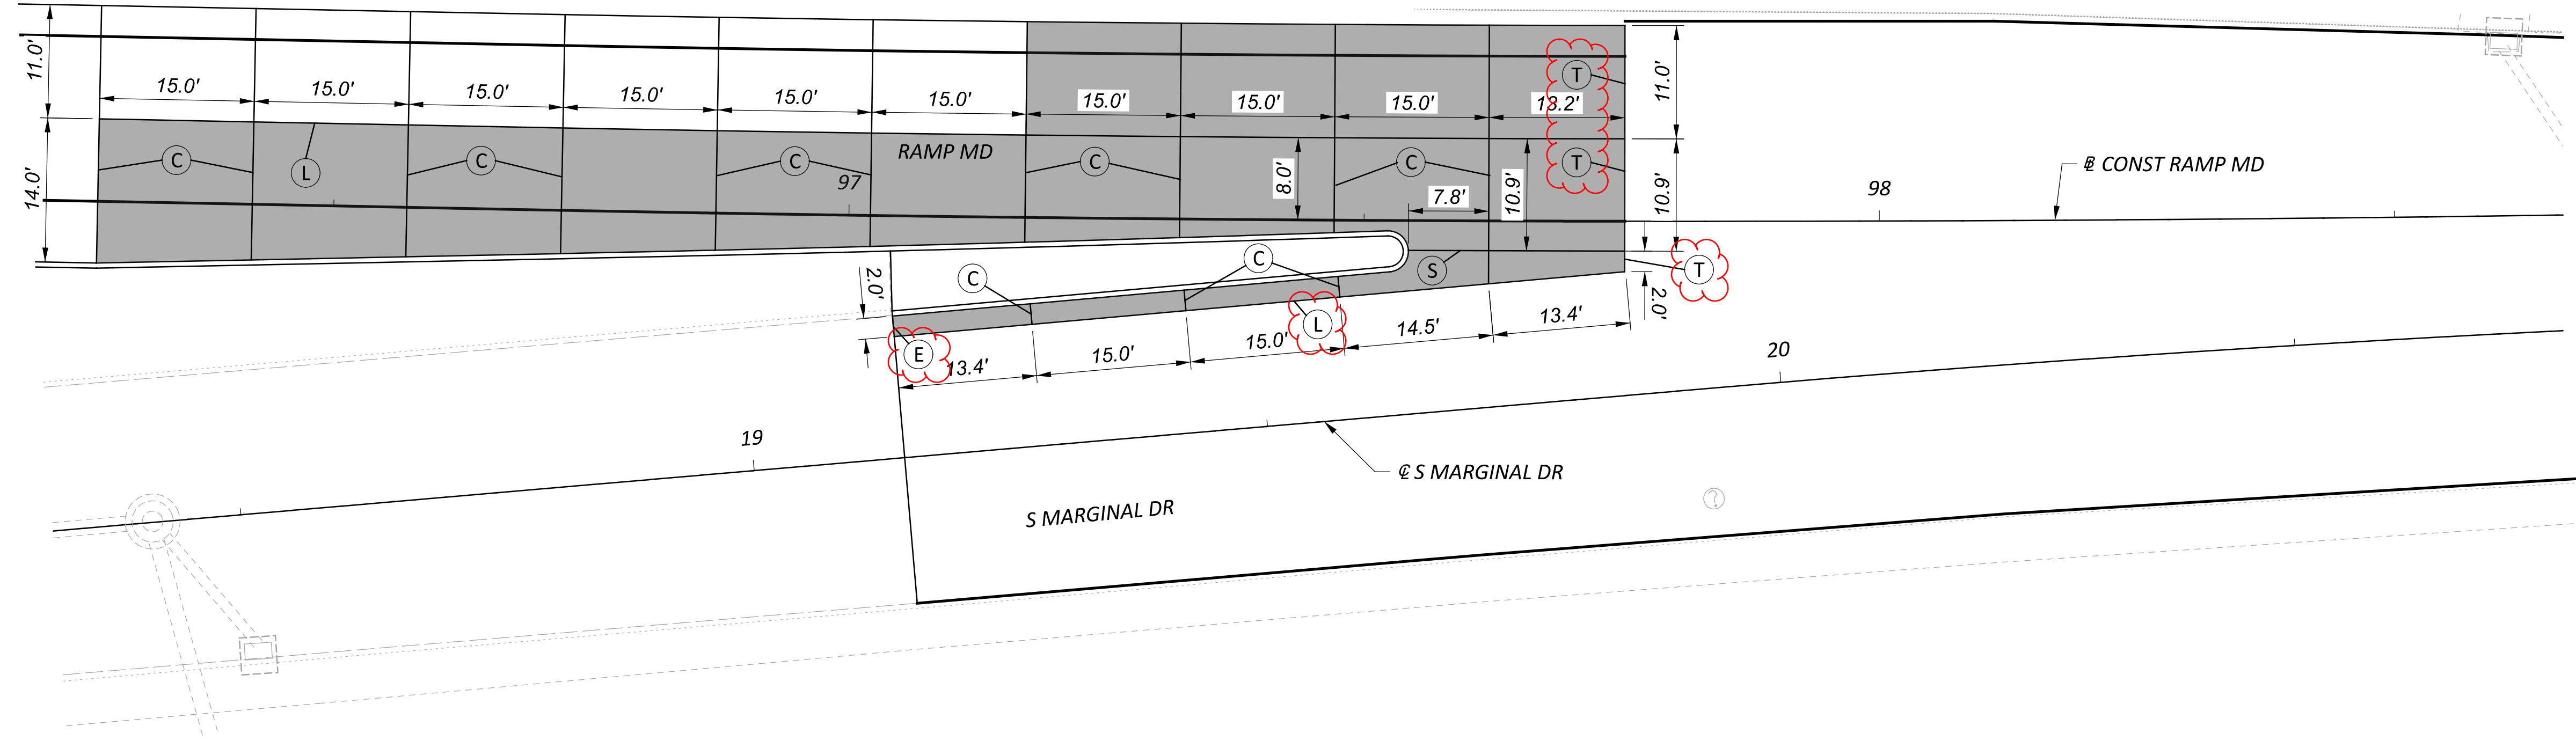 11.0'
14.0'
15.0'
15.0'
15.0'
15.0'
15.0'
15.0'
15.0'
15.0'
15.0'
13.2'
T
11.0'
C
L
C
C
RAMP MD
97
C
8.0'
C
7.8'
10.9'
T
10.9'
98
℄ CONST RAMP MD
2.0'
C
C
S
T
2.0'
E
13.4'
15.0'
15.0'
L
14.5'
13.4'
19
20
℄ S MARGINAL DR
S MARGINAL DR
?